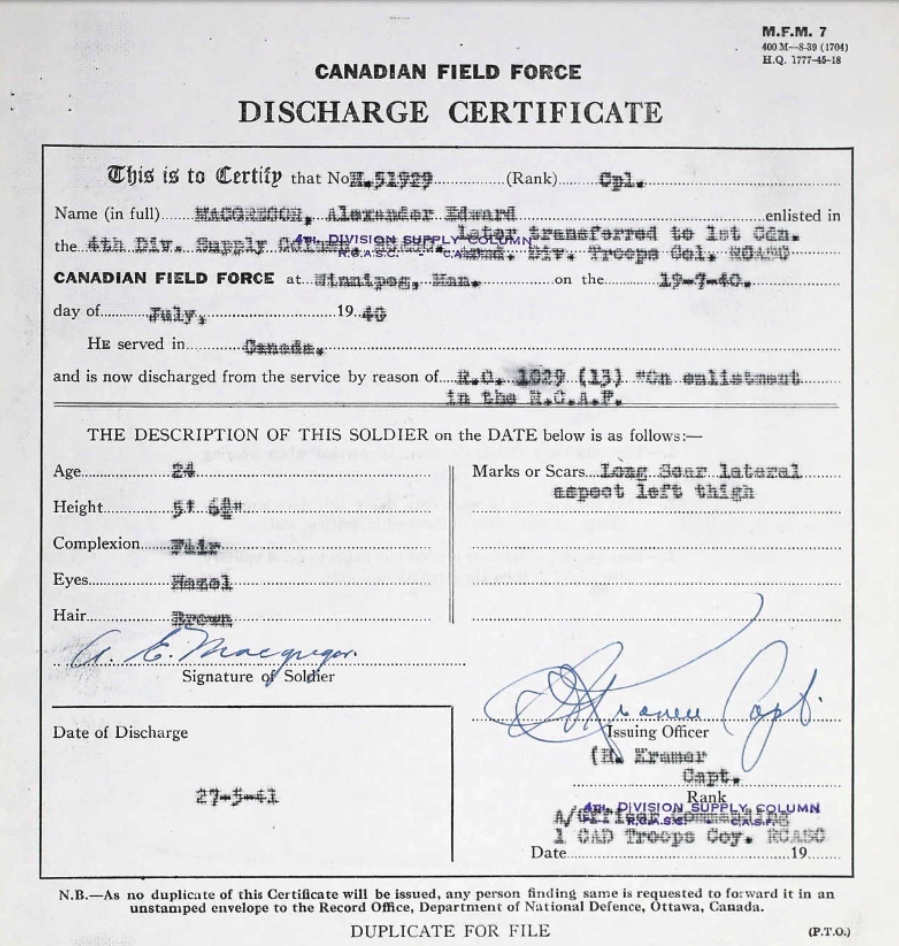 M.F.M. 7
400 M—8-39 (1704)
H.Q. 1777-45-18
CANADIAN FIELD FORCE
DISCHARGE CERTIFICATE
This is to Certify that No H.51929 (Rank) Cpl.
Name (in full) MACGREGOR, Alexander Edward enlisted in
later transferred to 1st Cdn.
the 4th Div. Supply Column, Div. Troops Col. RCASC
4TH. DIVISION SUPPLY COLUMN
R.C.A.S.C. - C.A.
CANADIAN FIELD FORCE at Winnipeg, Man. on the 19-7-40.
day of July, 19 40
HE served in Canada.
and is now discharged from the service by reason of R.O. 1029 (13) "On enlistment
in the R.C.A.F.
THE DESCRIPTION OF THIS SOLDIER on the DATE below is as follows:—
Age 24
Height 5' 6¾"
Complexion Fair
Eyes Hazel
Hair Brown
Marks or Scars Long Scar lateral
aspect left thigh
A. E. Macgregor.
Signature of Soldier
Date of Discharge
27-5-41
Kramer Capt.
Issuing Officer
(H. Kramer
Capt.
Rank
4TH. DIVISION SUPPLY COLUMN
R.C.A.S.C. C.A.S.F.
A/Officer Commanding
1 CAD Troops Coy. RCASC
Date 19
N.B.—As no duplicate of this Certificate will be issued, any person finding same is requested to forward it in an
unstamped envelope to the Record Office, Department of National Defence, Ottawa, Canada.
DUPLICATE FOR FILE
(P.T.O.)